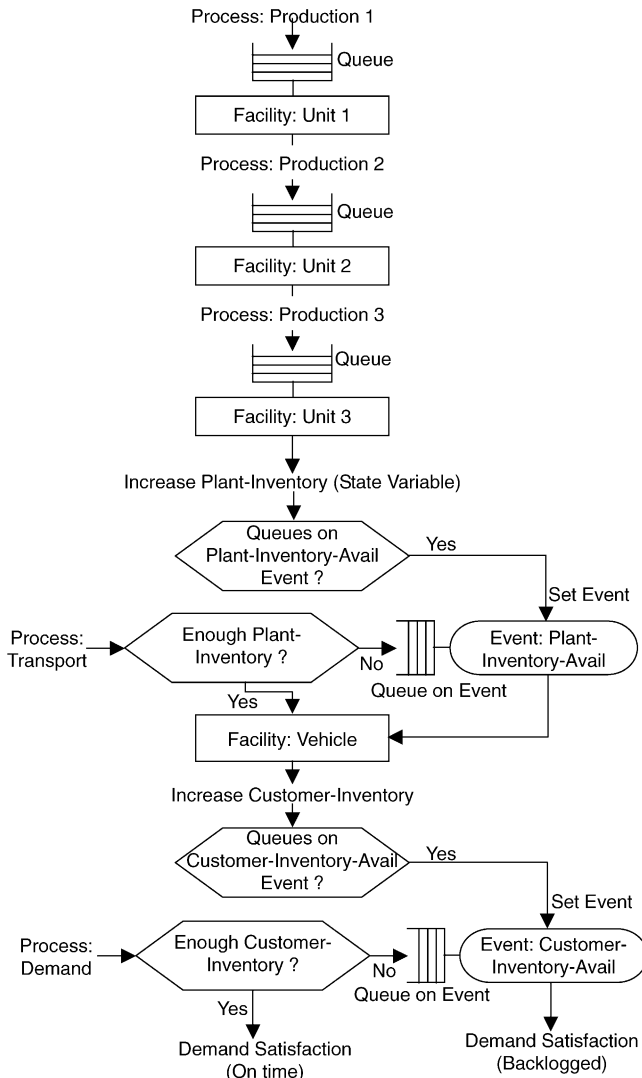 Process: Production 1
Queue
Facility: Unit 1
Process: Production 2
Queue
Facility: Unit 2
Process: Production 3
Queue
Facility: Unit 3
Increase Plant-Inventory (State Variable)
Queues on
Plant-Inventory-Avail
Event ?
Yes
Set Event
Process:
Transport
Enough Plant-
Inventory ?
No
Queue on Event
Event: Plant-
Inventory-Avail
Yes
Facility: Vehicle
Increase Customer-Inventory
Queues on
Customer-Inventory-Avail
Event ?
Yes
Set Event
Process:
Demand
Enough Customer-
Inventory ?
No
Queue on Event
Event: Customer-
Inventory-Avail
Yes
Demand Satisfaction
(On time)
Demand Satisfaction
(Backlogged)